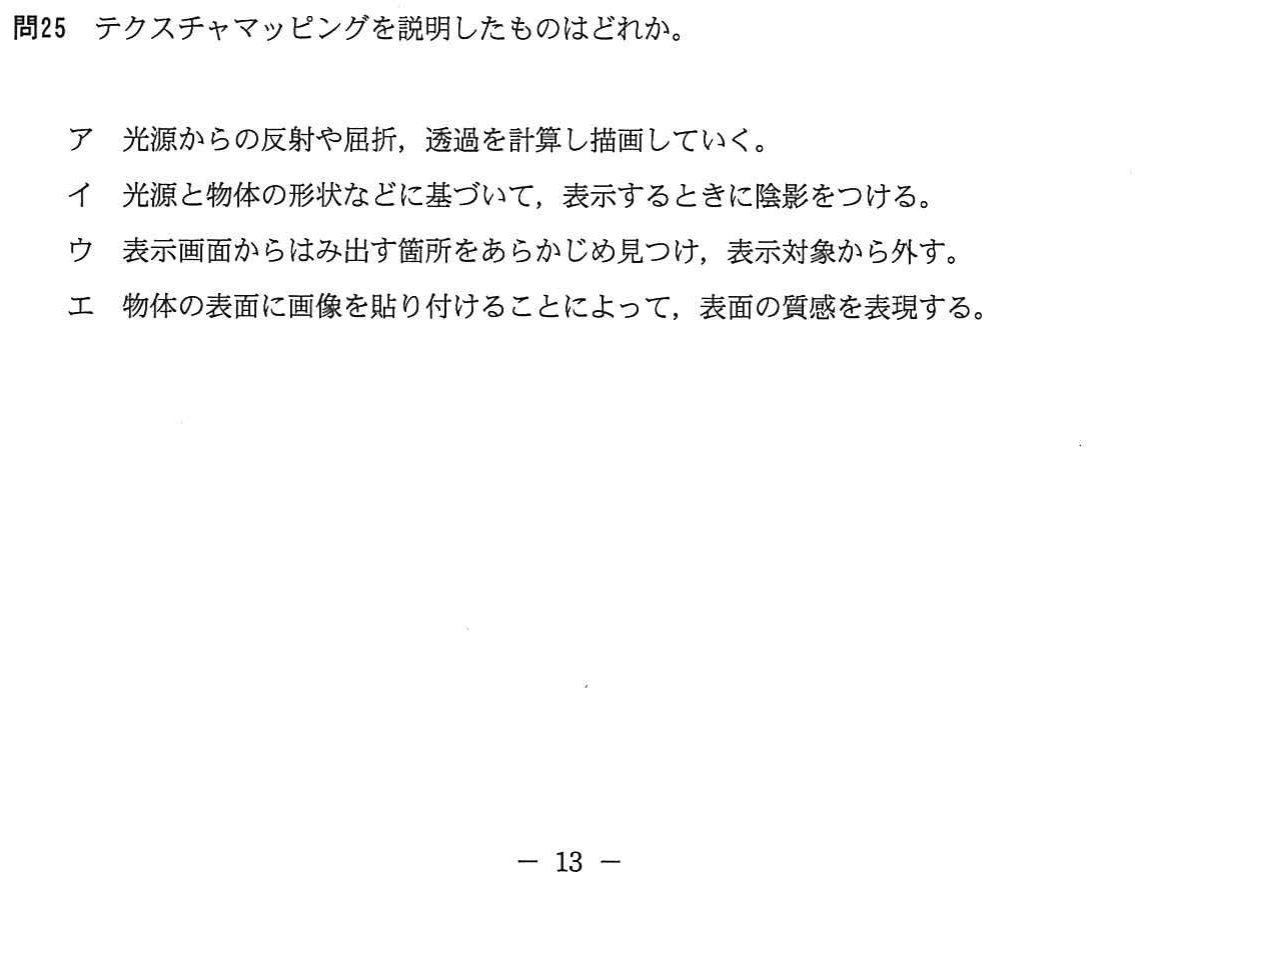 問25 テクスチャマッピングを説明したものはどれか。
ア 光源からの反射や屈折，透過を計算し描画していく。
イ 光源と物体の形状などに基づいて，表示するときに陰影をつける。
ウ 表示画面からはみ出す箇所をあらかじめ見つけ，表示対象から外す。
エ 物体の表面に画像を貼り付けることによって，表面の質感を表現する。
－ 13 －